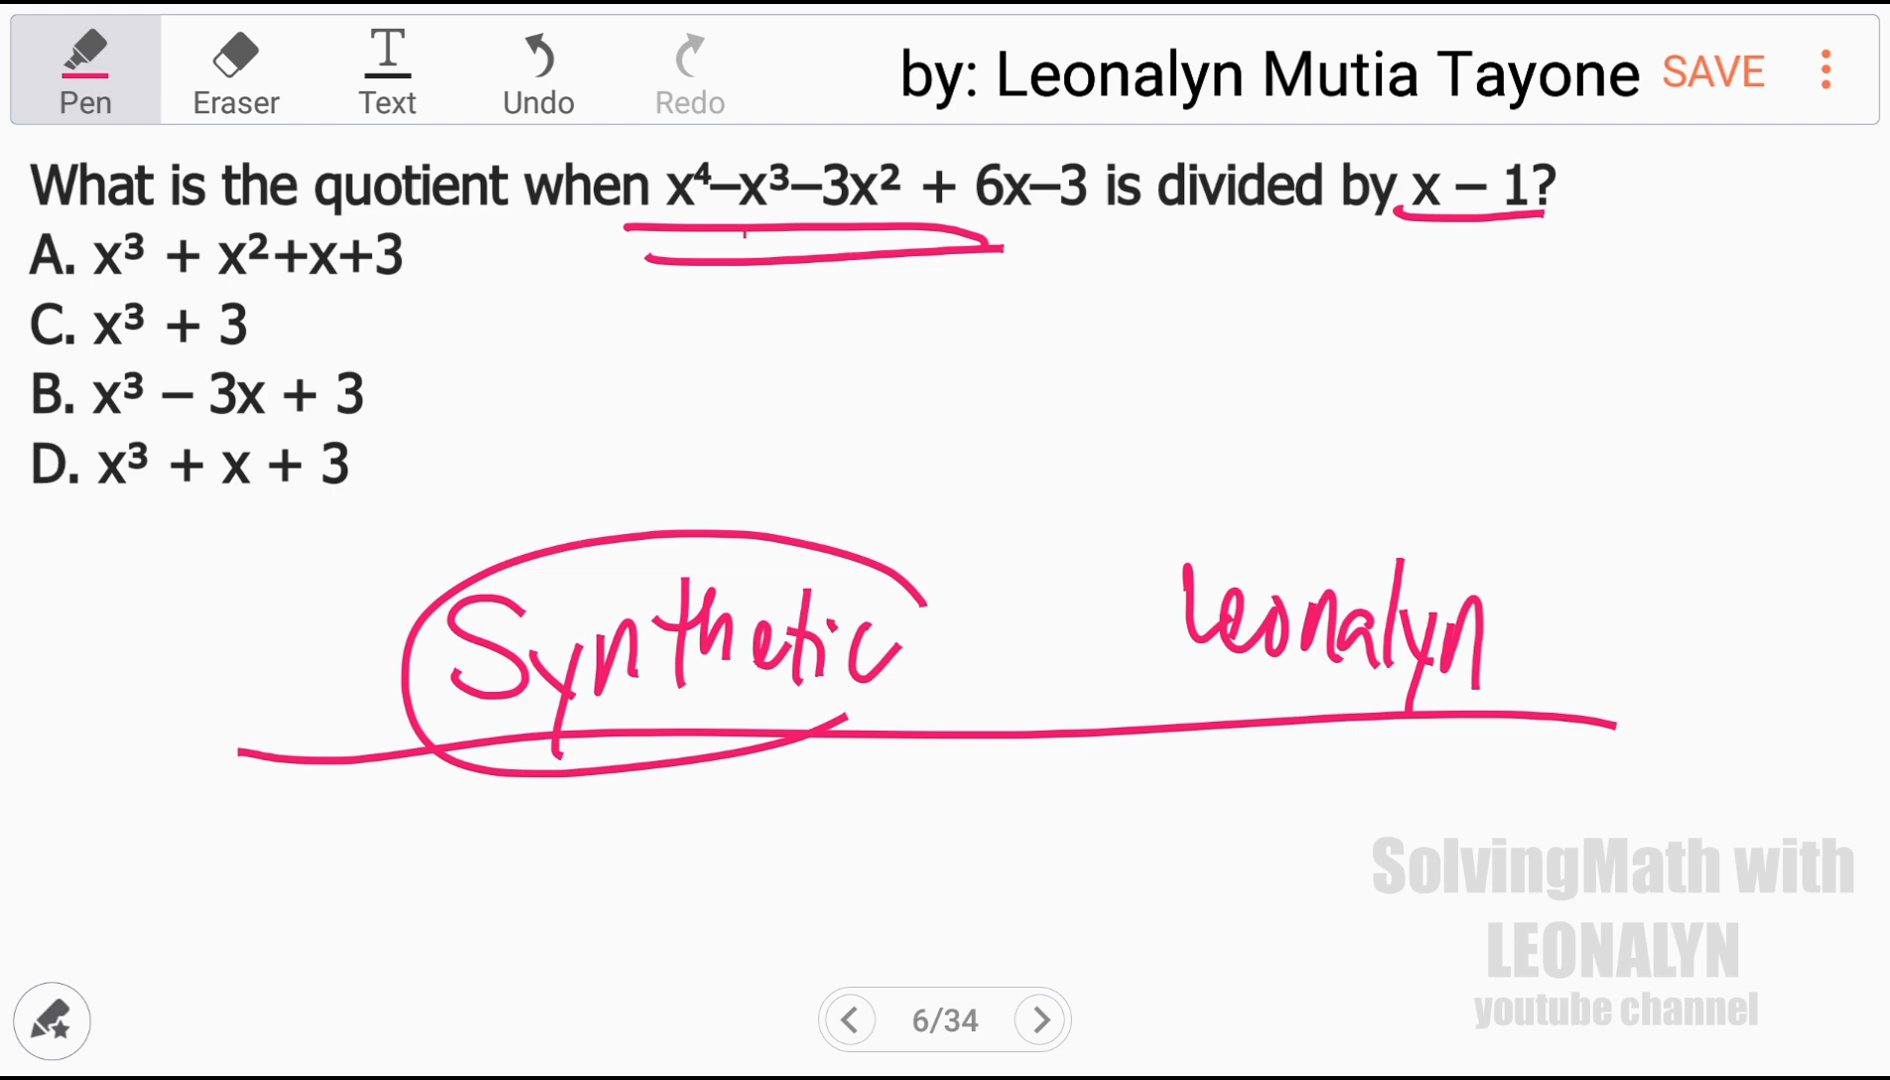 Pen Eraser Text Undo Redo by: Leonalyn Mutia Tayone SAVE
What is the quotient when x⁴–x³–3x² + 6x–3 is divided by x – 1?
A. x³ + x²+x+3
C. x³ + 3
B. x³ – 3x + 3
D. x³ + x + 3
Synthetic Leonalyn
SolvingMath with
LEONALYN
youtube channel
6/34